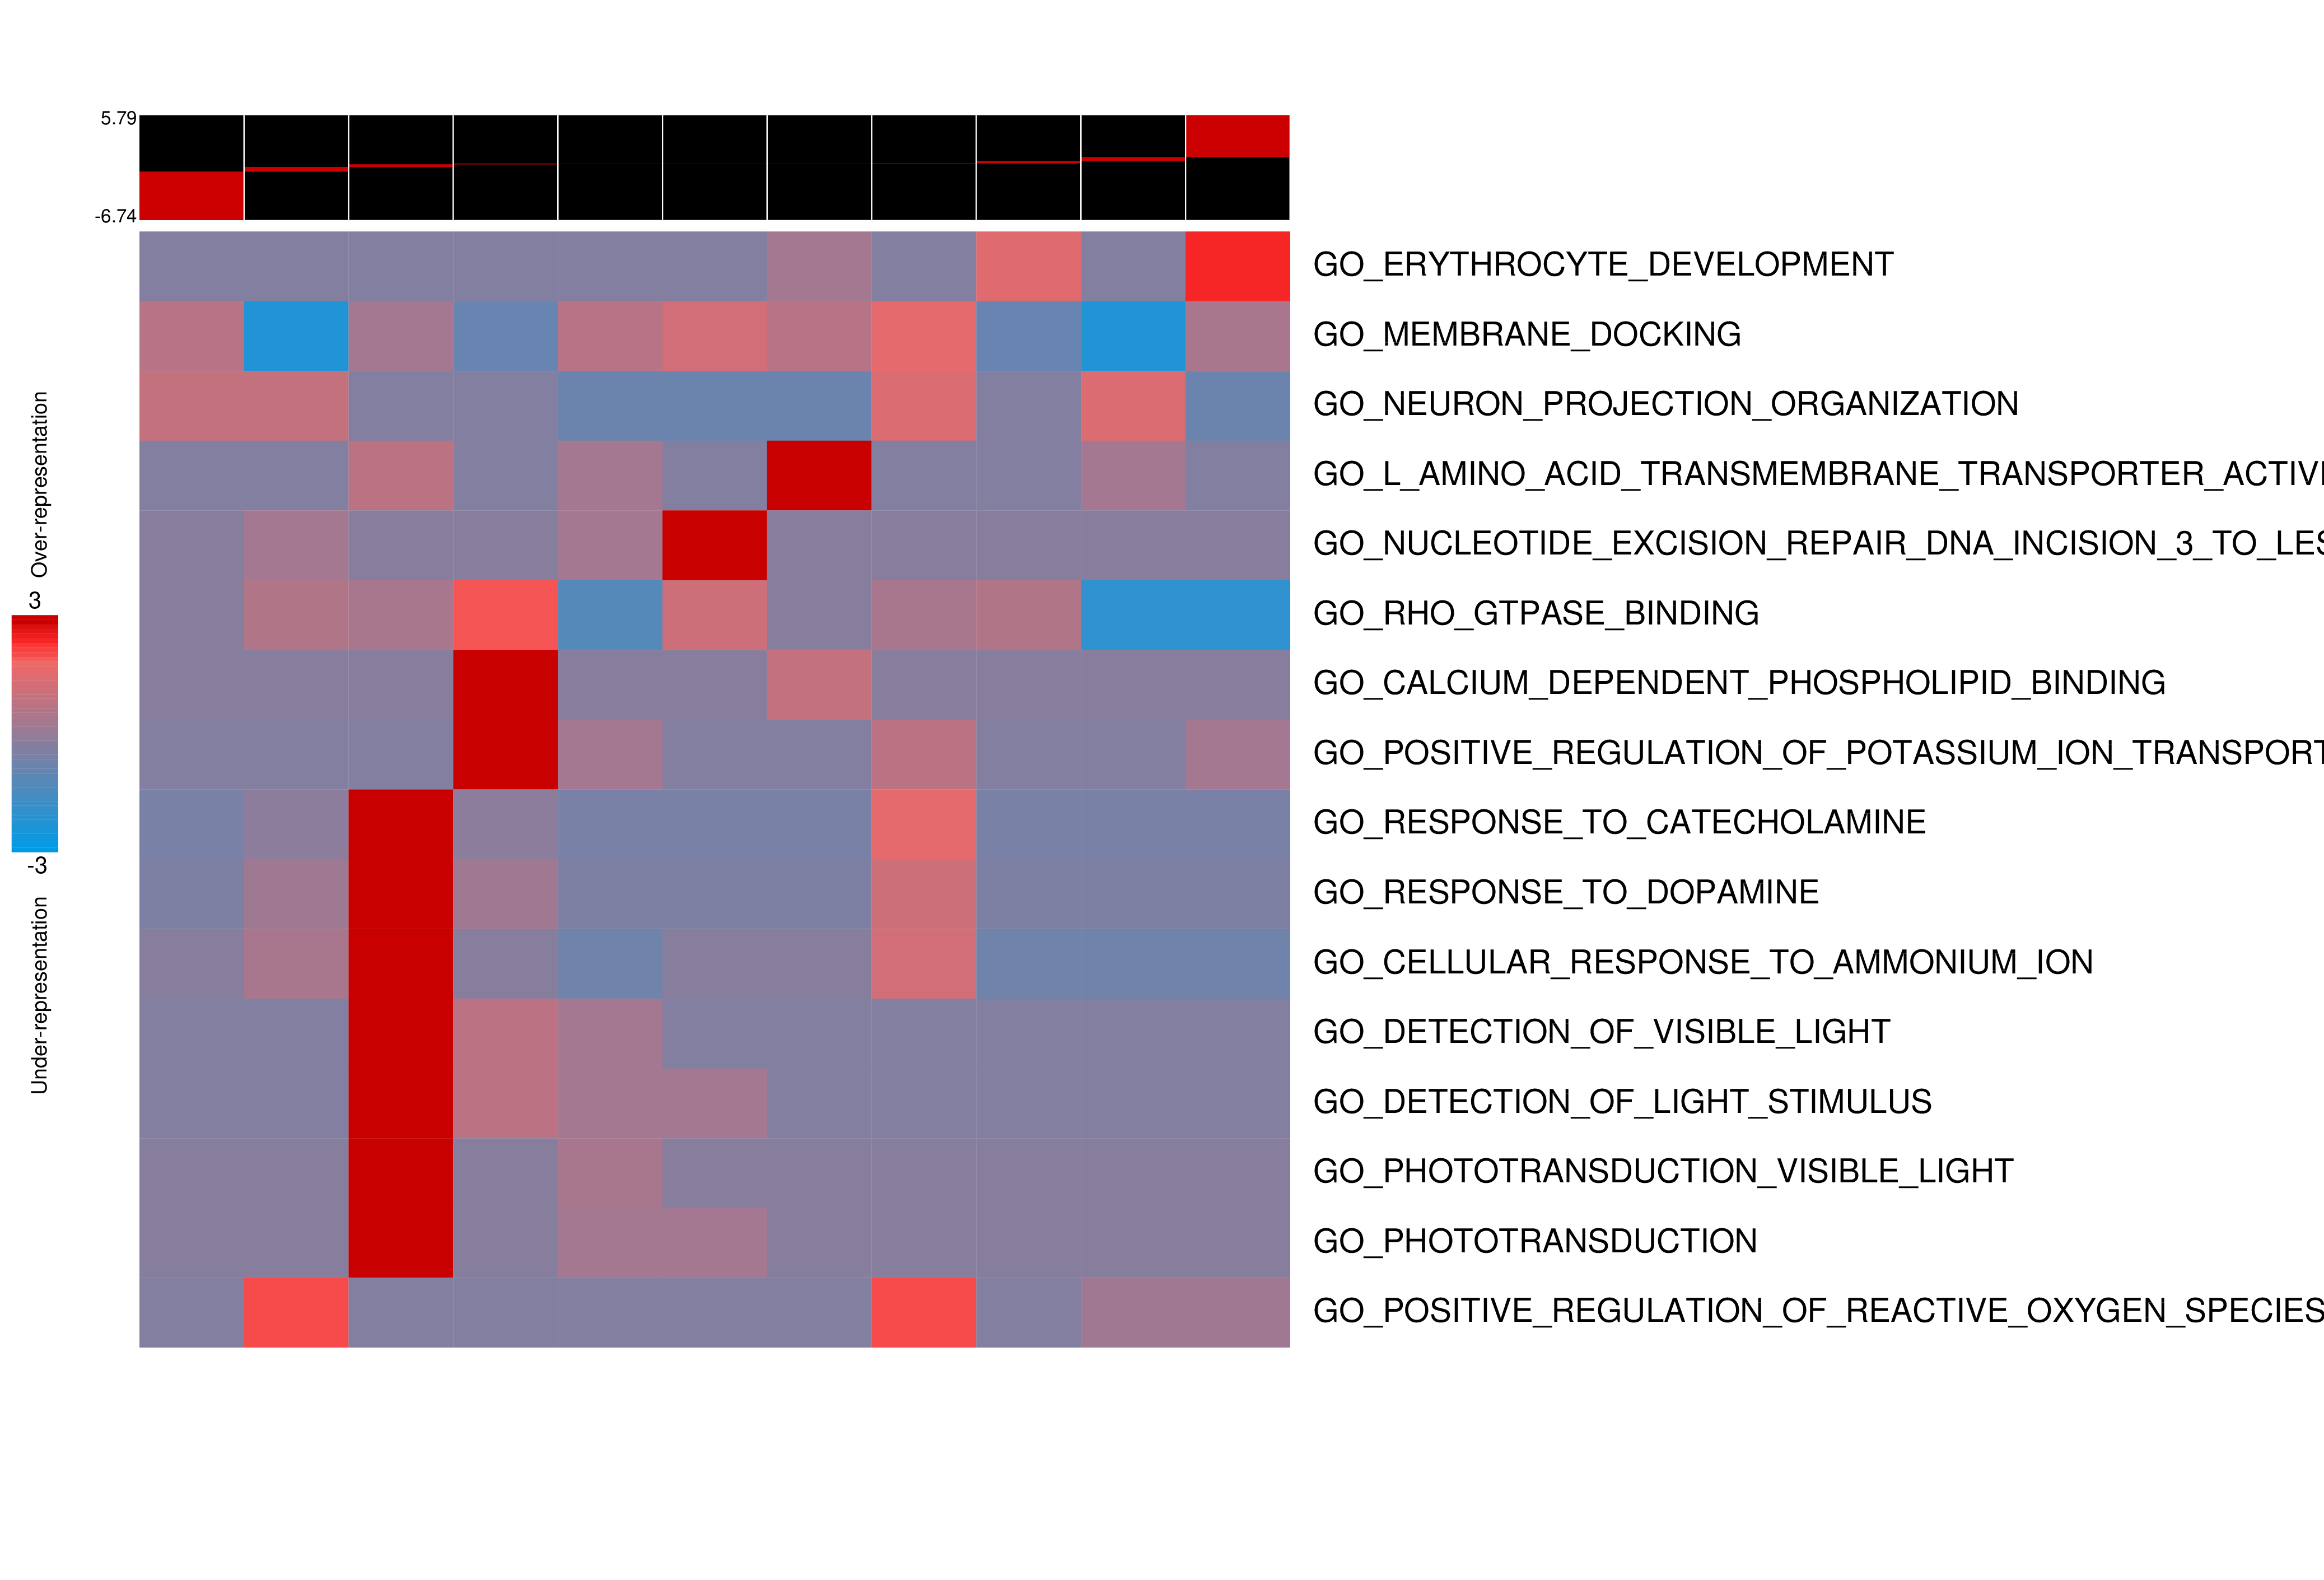 5.79
-6.74
GO_ERYTHROCYTE_DEVELOPMENT
GO_MEMBRANE_DOCKING
GO_NEURON_PROJECTION_ORGANIZATION
GO_L_AMINO_ACID_TRANSMEMBRANE_TRANSPORTER_ACTIVI
GO_NUCLEOTIDE_EXCISION_REPAIR_DNA_INCISION_3_TO_LES
GO_RHO_GTPASE_BINDING
GO_CALCIUM_DEPENDENT_PHOSPHOLIPID_BINDING
GO_POSITIVE_REGULATION_OF_POTASSIUM_ION_TRANSPORT
GO_RESPONSE_TO_CATECHOLAMINE
GO_RESPONSE_TO_DOPAMINE
GO_CELLULAR_RESPONSE_TO_AMMONIUM_ION
GO_DETECTION_OF_VISIBLE_LIGHT
GO_DETECTION_OF_LIGHT_STIMULUS
GO_PHOTOTRANSDUCTION_VISIBLE_LIGHT
GO_PHOTOTRANSDUCTION
GO_POSITIVE_REGULATION_OF_REACTIVE_OXYGEN_SPECIES
Over-representation
3
-3
Under-representation